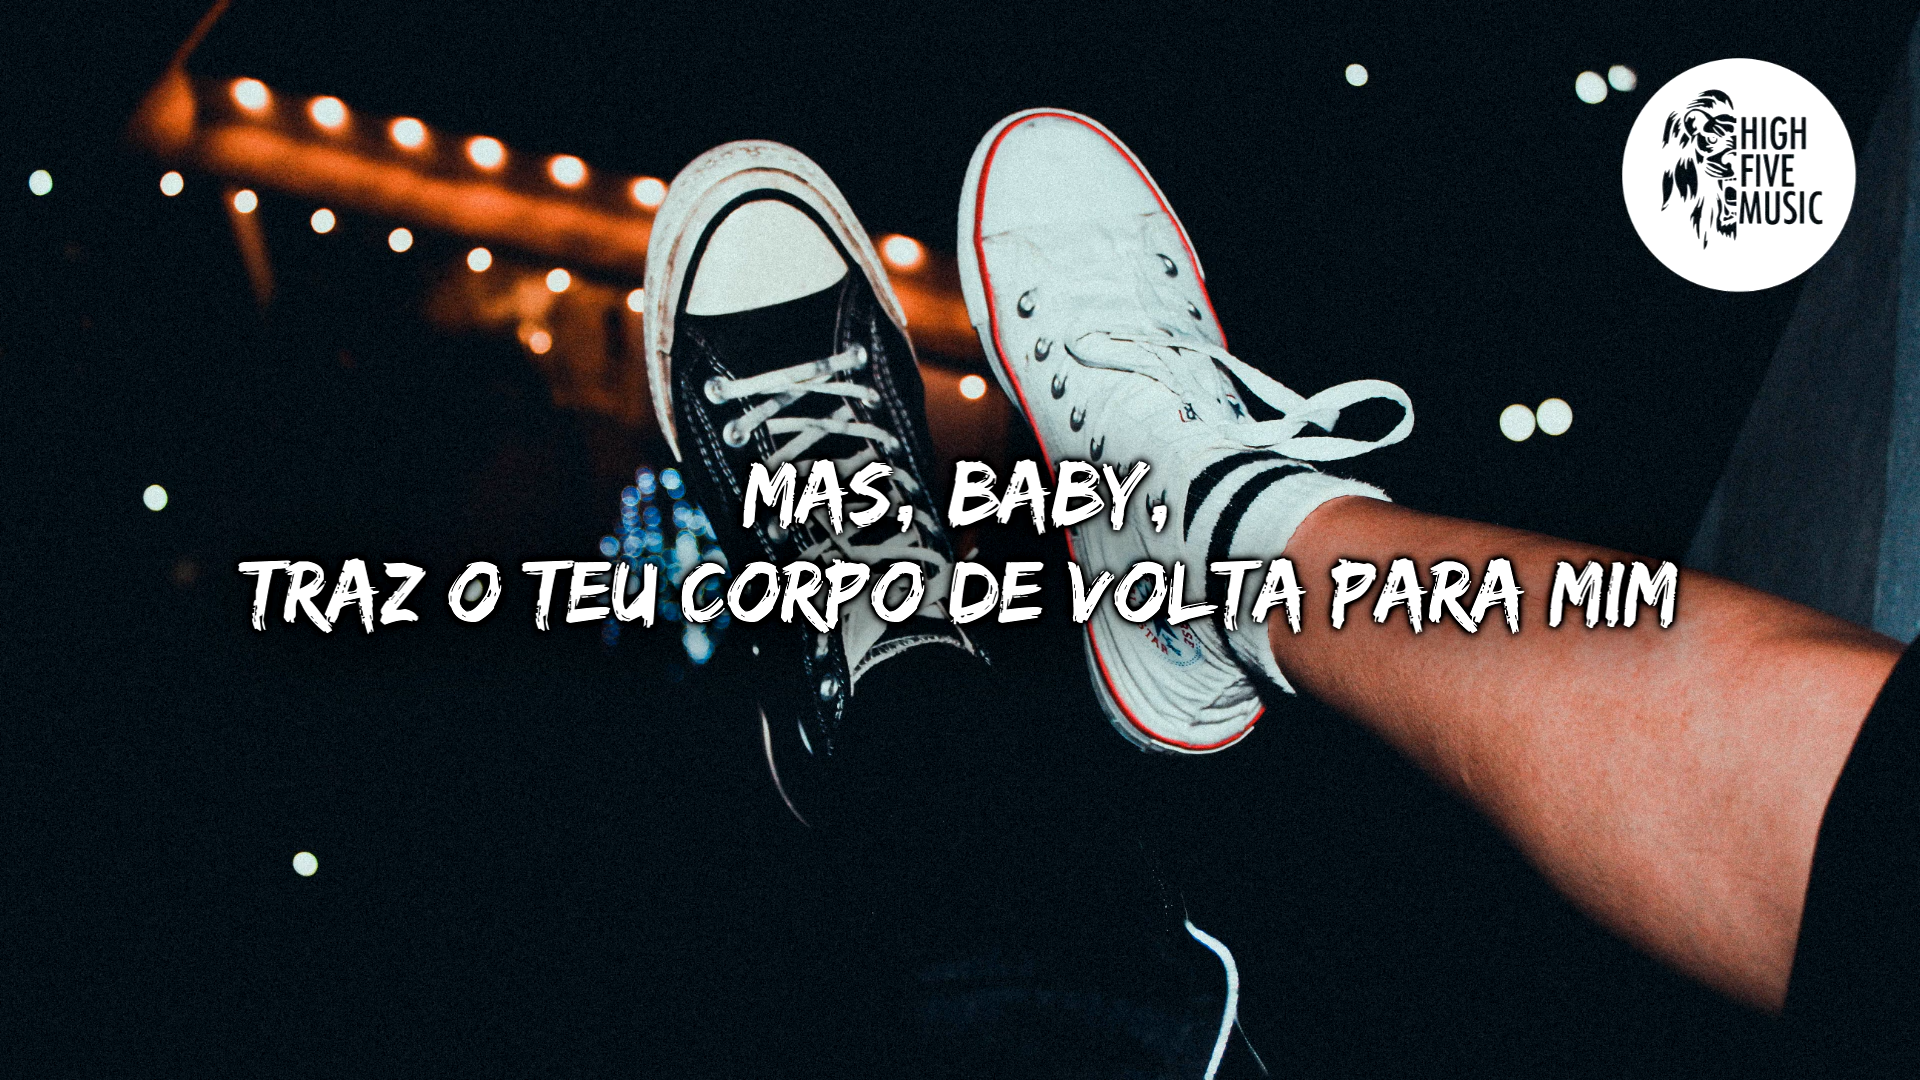 HIGH
FIVE
MUSIC
MAS, BABY,
TRAZ O TEU CORPO DE VOLTA PARA MIM